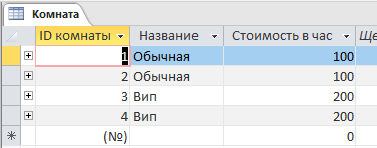 Комната
ID комнаты Название Стоимость в час Ще
1 Обычная 100
2 Обычная 100
3 Вип 200
4 Вип 200
(№) 0